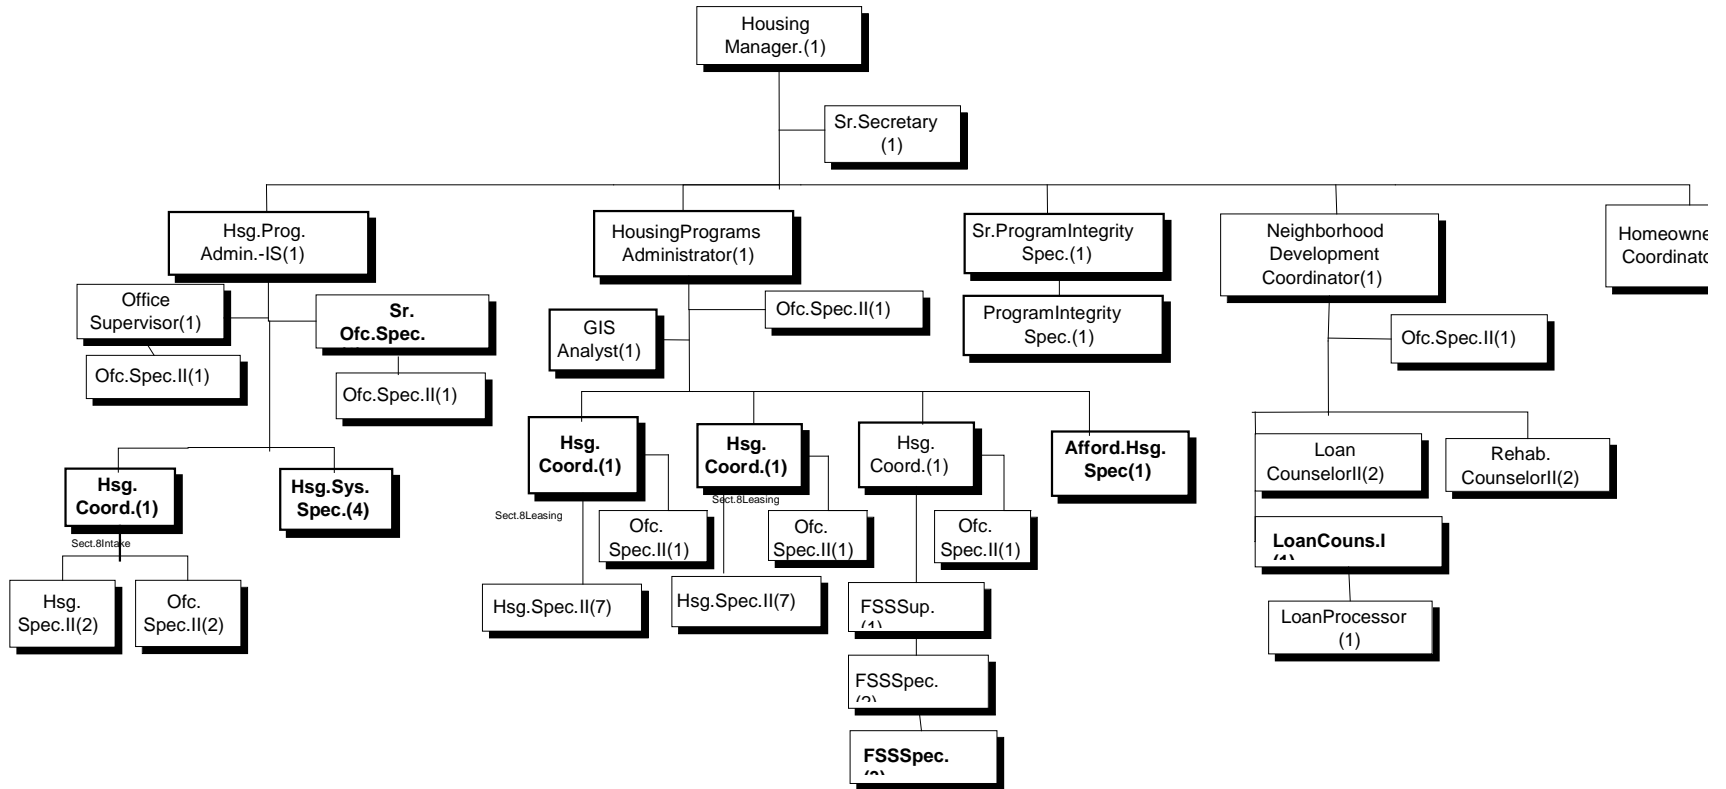 Housing
Manager.(1)
Sr.Secretary
(1)
Hsg.Prog.
Admin.-IS(1)
HousingPrograms
Administrator(1)
Sr.ProgramIntegrity
Spec.(1)
Neighborhood
Development
Coordinator(1)
Homeowne
Coordinato
Office
Supervisor(1)
Sr.
Ofc.Spec.
Ofc.Spec.II(1)
Ofc.Spec.II(1)
GIS
Analyst(1)
Ofc.Spec.II(1)
ProgramIntegrity
Spec.(1)
Ofc.Spec.II(1)
Hsg.
Coord.(1)
Sect.8Intake
Hsg.Sys.
Spec.(4)
Hsg.
Spec.II(2)
Ofc.
Spec.II(2)
Hsg.
Coord.(1)
Sect.8Leasing
Ofc.
Spec.II(1)
Hsg.Spec.II(7)
Hsg.
Coord.(1)
Sect.8Leasing
Ofc.
Spec.II(1)
Hsg.Spec.II(7)
Hsg.
Coord.(1)
Ofc.
Spec.II(1)
FSSSup.
(1)
FSSSpec.
(2)
FSSSpec.
Afford.Hsg.
Spec(1)
Loan
CounselorII(2)
Rehab.
CounselorII(2)
LoanCouns.I
(1)
LoanProcessor
(1)